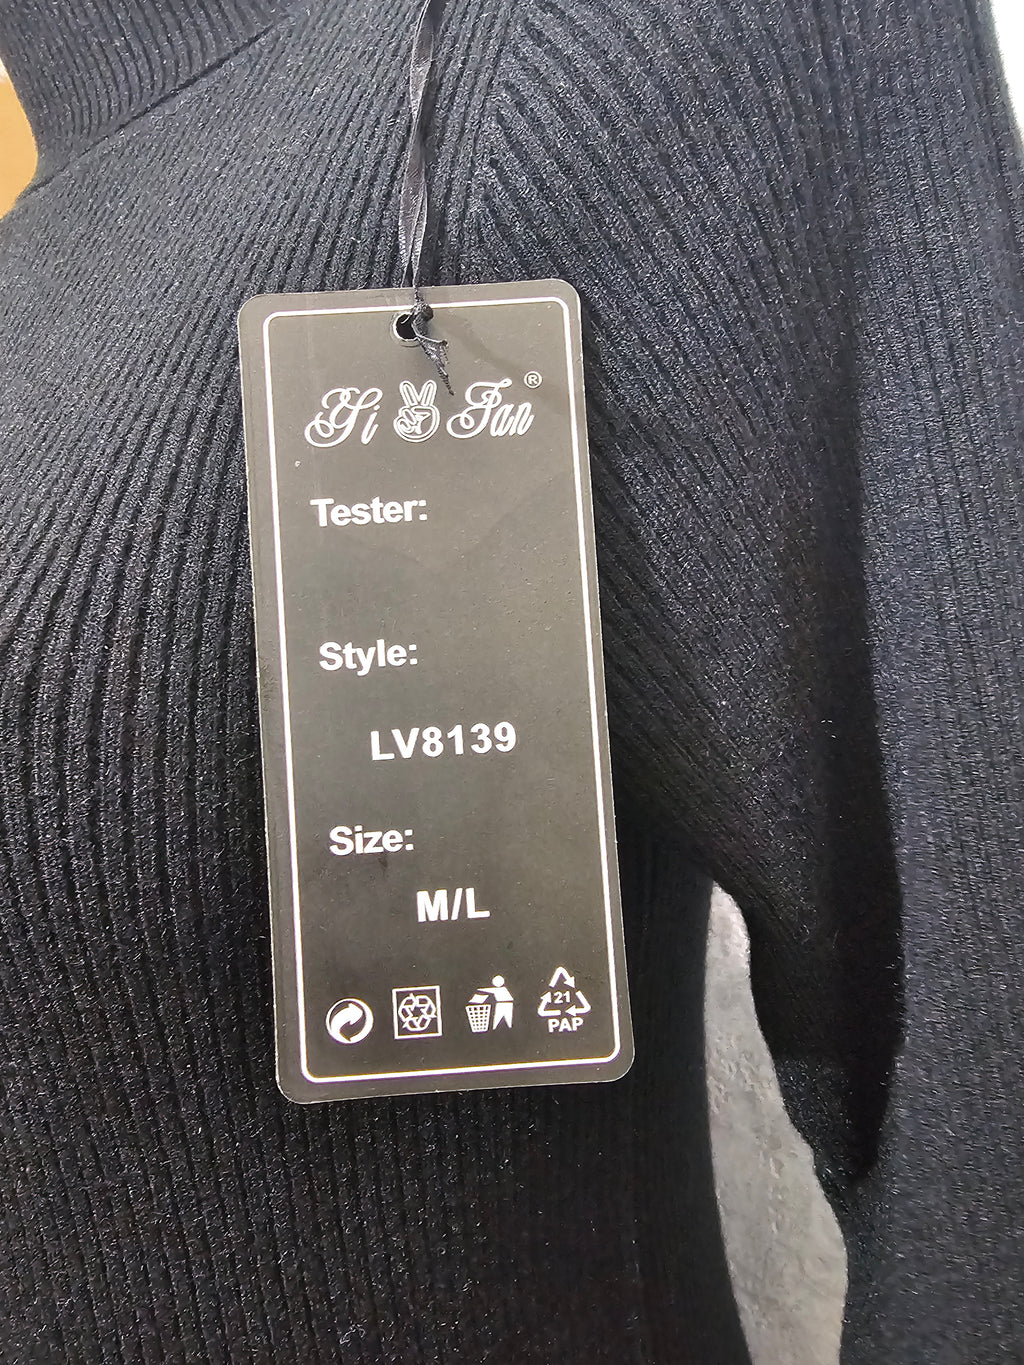 Yi Fan ®
Tester:
Style:
LV8139
Size:
M/L
21
PAP